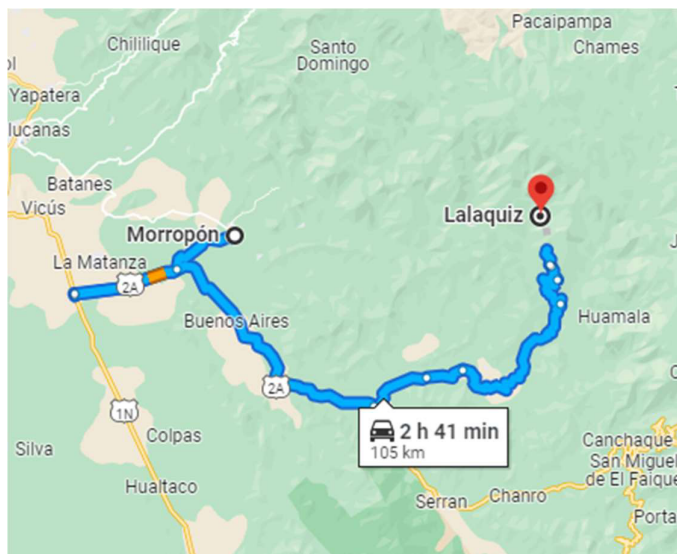 Pacaipampa
Chililique
Santo
Domingo
Chames
Yapatera
lucanas
Batanes
Vicús
Lalaquiz
Morropón
La Matanza
2A
Buenos Aires
Huamala
2A
1N
2 h 41 min
105 km
Colpas
Canchaque
Silva
San Miguel
de El Faique
Hualtaco
Chanro
Serran
Porta